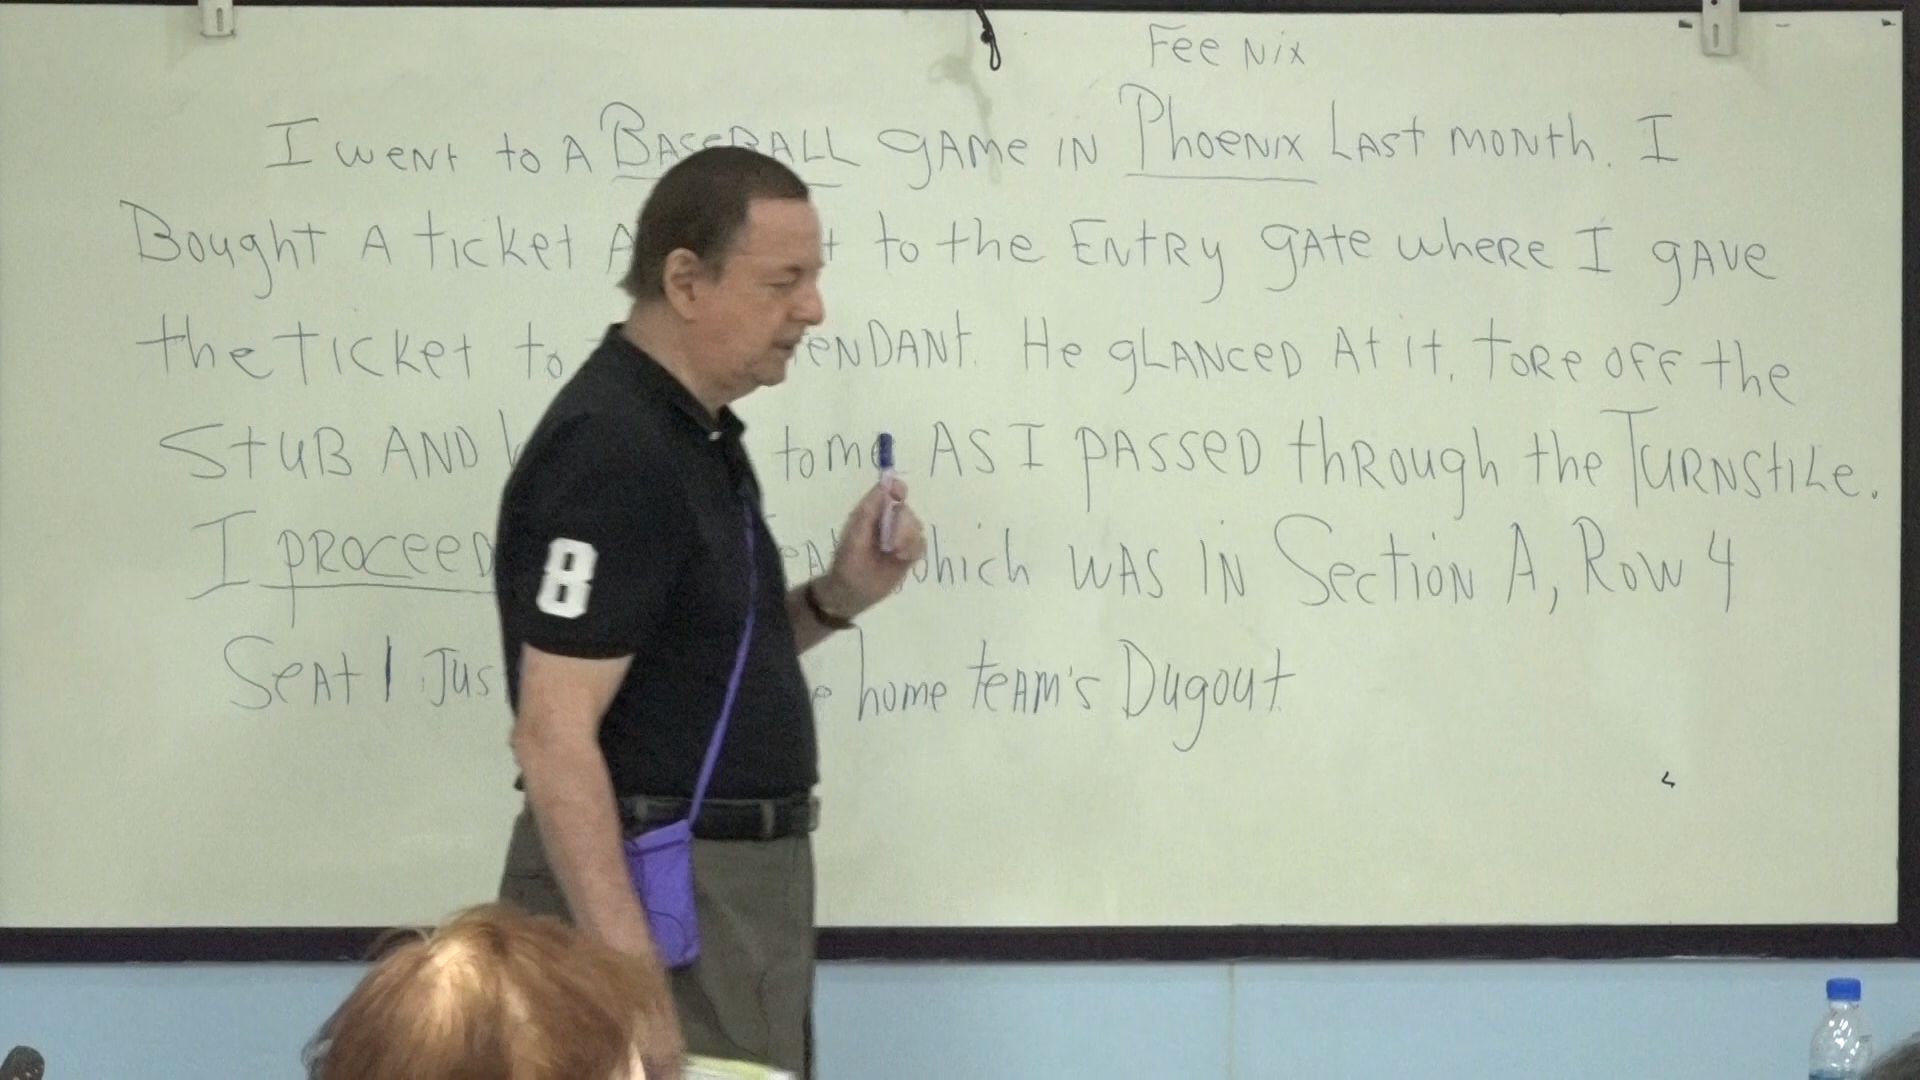 Fee Nix
I went to A BASEBALL gAMe IN Phoenix LAST MONth. I
Bought A ticket to the ENtRy gAte wheRe I gAve
the ticket to He gLANCED At it, toRe OFF the
StuB AND to me AS I pASSED thRough the TuRNStiLe.
I which WAS IN Section A, Row 4
SeAt 1 home teAm's Dugout
8